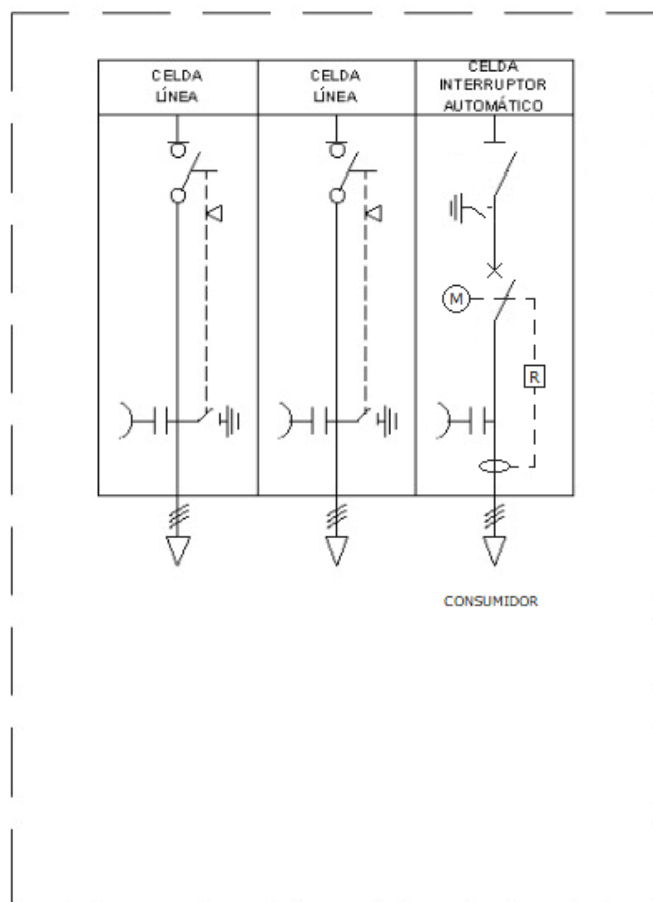 CELDA
LÍNEA
CELDA
LÍNEA
CELDA
INTERRUPTOR
AUTOMÁTICO
M
R
CONSUMIDOR